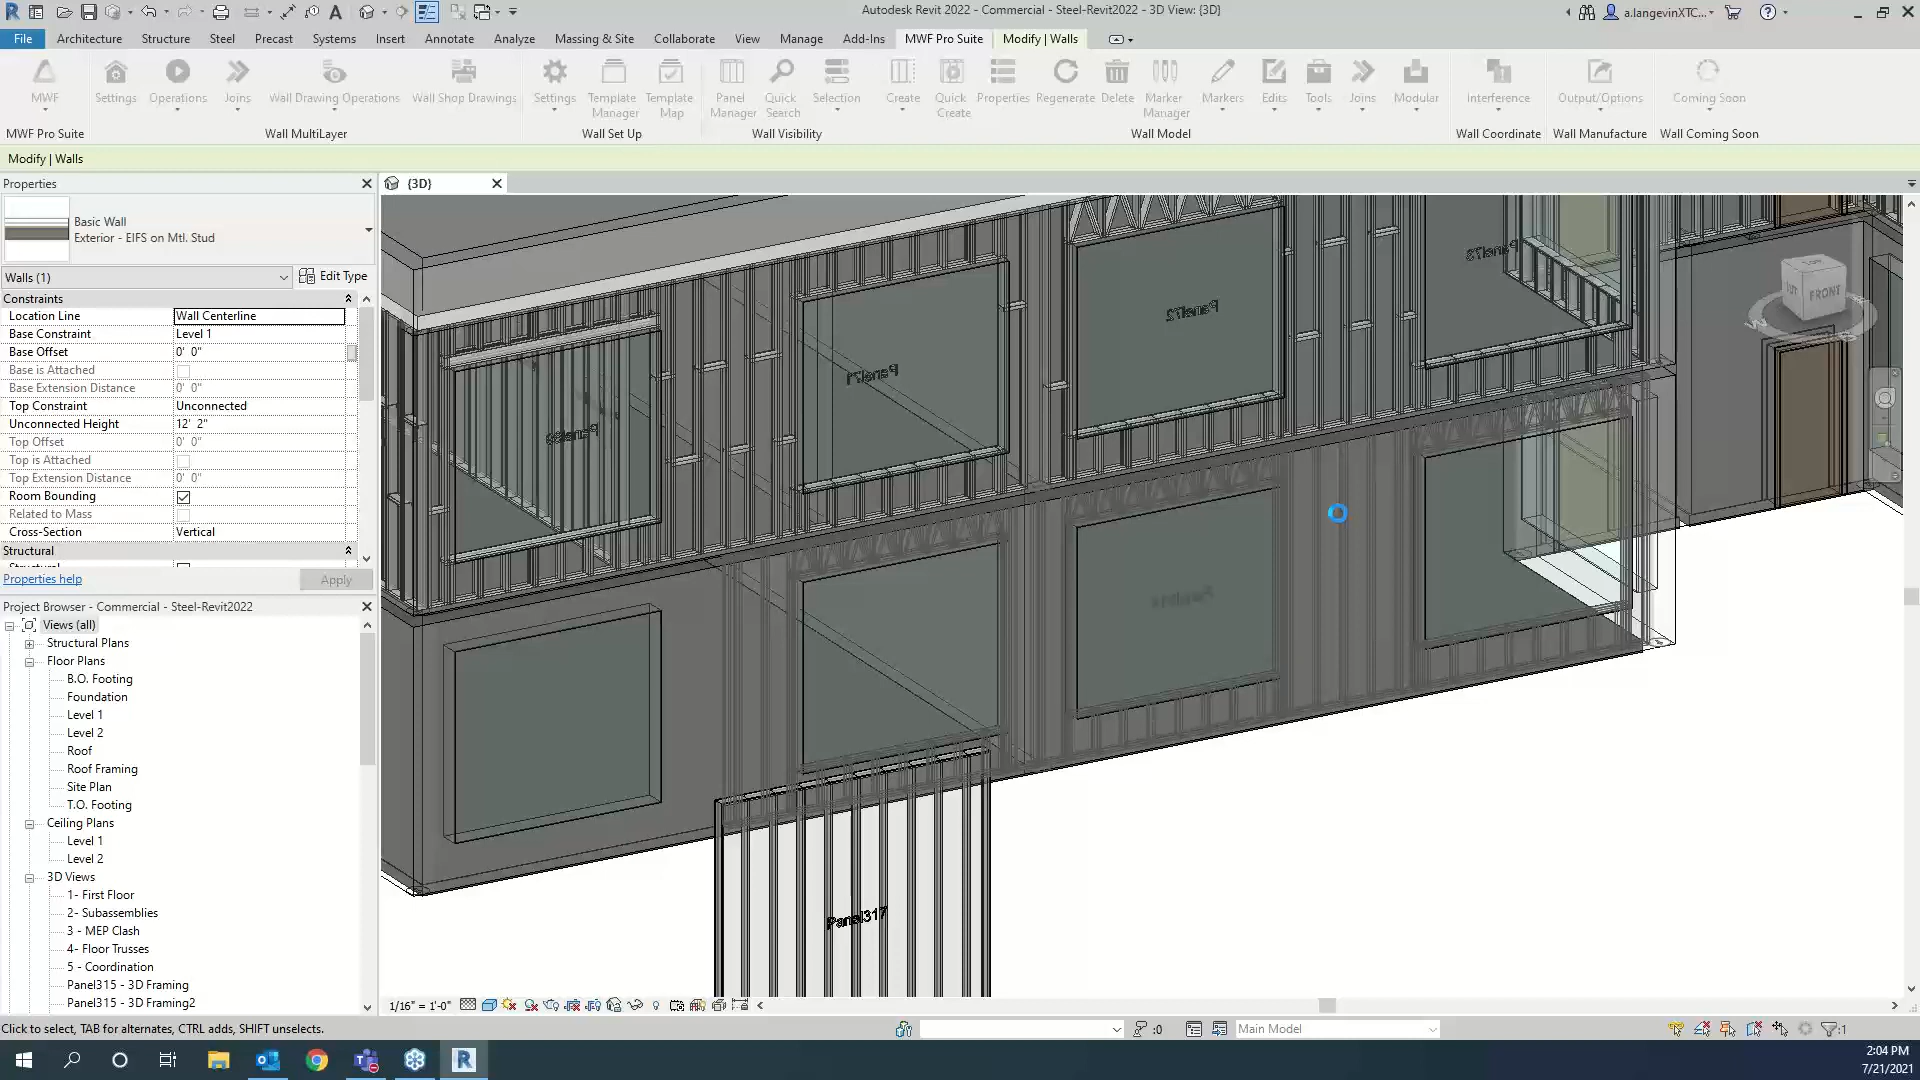 Autodesk Revit 2022 - Commercial - Steel-Revit2022 - 3D View: {3D}
a.langevinXTC...
File Architecture Structure Steel Precast Systems Insert Annotate Analyze Massing & Site Collaborate View Manage Add-Ins MWF Pro Suite Modify | Walls
MWF Settings Operations Joins Wall Drawing Operations Wall Shop Drawings Settings Template Manager Template Map Panel Manager Quick Search Selection Create Quick Create Properties Regenerate Delete Marker Manager Markers Edits Tools Joins Modular Interference Output/Options Coming Soon
MWF Pro Suite Wall MultiLayer Wall Set Up Wall Visibility Wall Model Wall Coordinate Wall Manufacture Wall Coming Soon
Modify | Walls
Properties
{3D}
Basic Wall
Exterior - EIFS on Mtl. Stud
Walls (1) Edit Type
Constraints
Location Line Wall Centerline
Base Constraint Level 1
Base Offset 0' 0"
Base is Attached
Base Extension Distance 0' 0"
Top Constraint Unconnected
Unconnected Height 12' 2"
Top Offset 0' 0"
Top is Attached
Top Extension Distance 0' 0"
Room Bounding
Related to Mass
Cross-Section Vertical
Structural
Properties help Apply
Project Browser - Commercial - Steel-Revit2022
Views (all)
Structural Plans
Floor Plans
B.O. Footing
Foundation
Level 1
Level 2
Roof
Roof Framing
Site Plan
T.O. Footing
Ceiling Plans
Level 1
Level 2
3D Views
1- First Floor
2- Subassemblies
3 - MEP Clash
4- Floor Trusses
5 - Coordination
Panel315 - 3D Framing
Panel315 - 3D Framing2
Panel71
Panel72
Panel73
FRONT
Panel317
1/16" = 1'-0"
Click to select, TAB for alternates, CTRL adds, SHIFT unselects.
:0
Main Model
:1
2:04 PM
7/21/2021